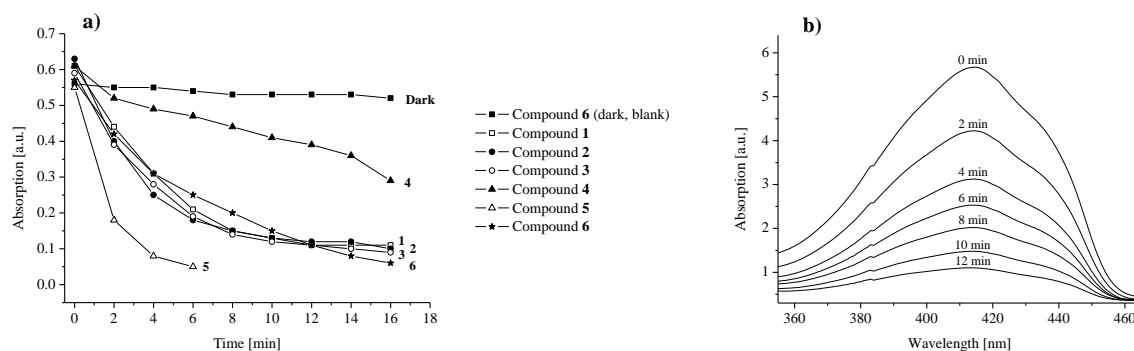 a)
Absorption [a.u.]
0.7
0.6
0.5
0.4
0.3
0.2
0.1
0.0
0 2 4 6 8 10 12 14 16 18
Time [min]
Dark
4
1
2
3
6
5
Compound 6 (dark, blank)
Compound 1
Compound 2
Compound 3
Compound 4
Compound 5
Compound 6
b)
Absorption [a.u.]
6
5
4
3
2
1
360 380 400 420 440 460
Wavelength [nm]
0 min
2 min
4 min
6 min
8 min
10 min
12 min